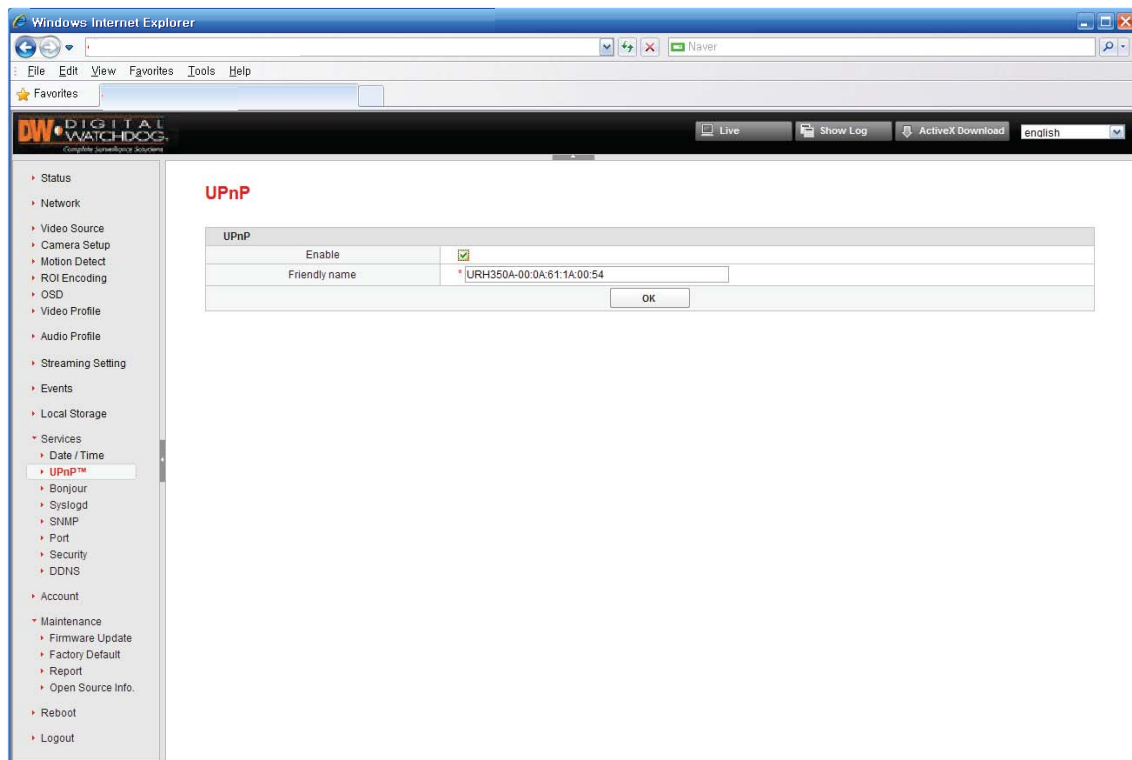 Windows Internet Explorer
Naver
File Edit View Favorites Tools Help
Favorites
DW DIGITAL WATCHDOG
Complete Surveillance Solutions
Live
Show Log
ActiveX Download
english
Status
Network
Video Source
Camera Setup
Motion Detect
ROI Encoding
OSD
Video Profile
Audio Profile
Streaming Setting
Events
Local Storage
Services
Date / Time
UPnP™
Bonjour
Syslogd
SNMP
Port
Security
DDNS
Account
Maintenance
Firmware Update
Factory Default
Report
Open Source Info.
Reboot
Logout
UPnP
UPnP
Enable
Friendly name * URH350A-00:0A:61:1A:00:54
OK